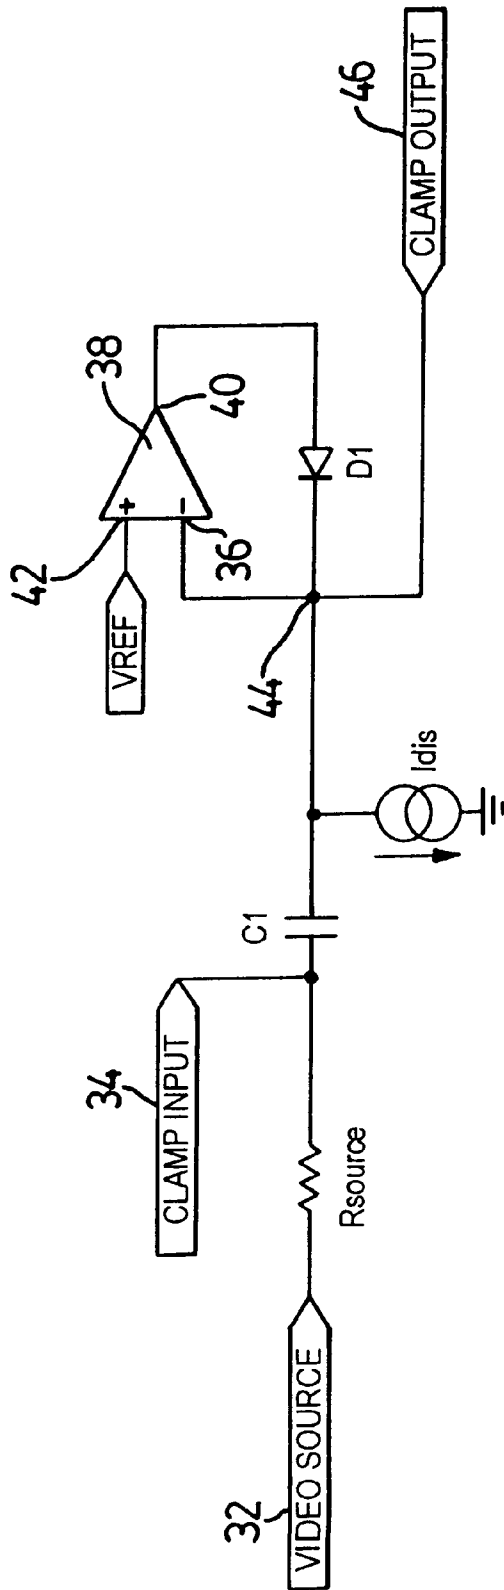 32
VIDEO SOURCE
Rsource
34
CLAMP INPUT
C1
Idis
44
VREF
42
+
-
36
38
40
D1
46
CLAMP OUTPUT